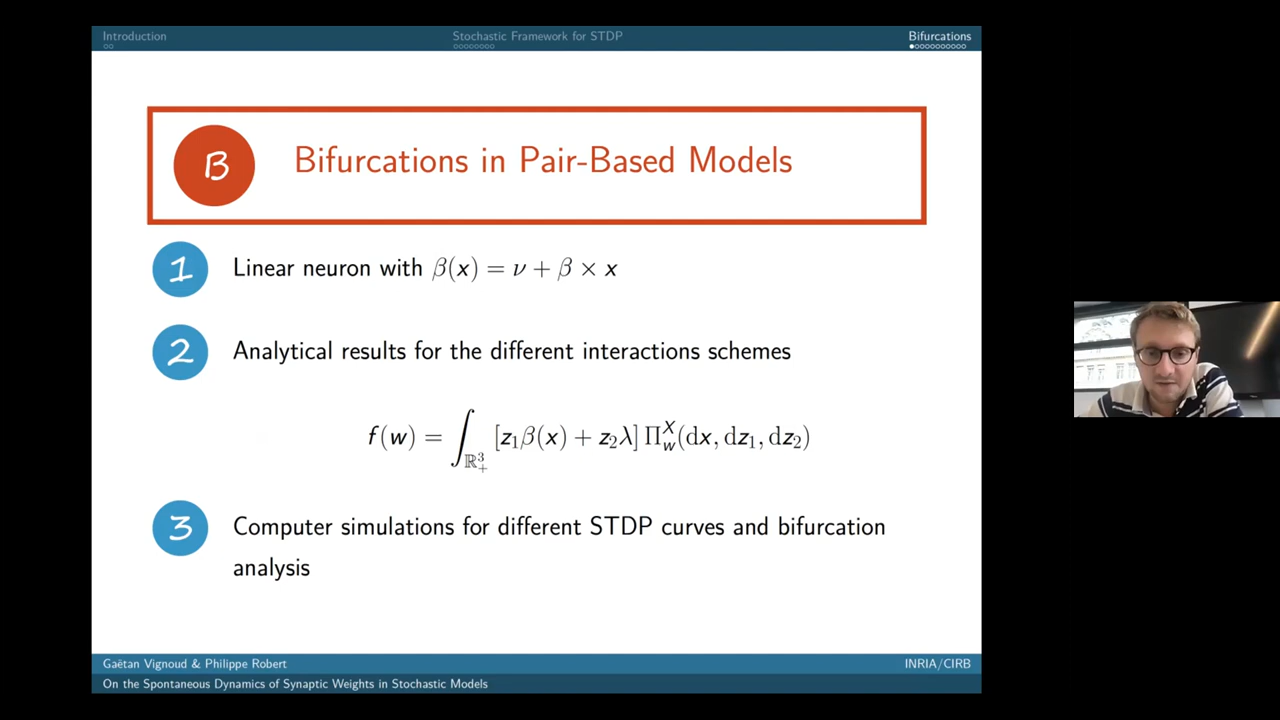 Introduction Stochastic Framework for STDP Bifurcations
B Bifurcations in Pair-Based Models
1 Linear neuron with β(x) = ν + β × x
2 Analytical results for the different interactions schemes
f(w) = ∫_{ℝ₊³} [z₁β(x) + z₂λ] Π_w^X(dx, dz₁, dz₂)
3 Computer simulations for different STDP curves and bifurcation
analysis
Gaëtan Vignoud & Philippe Robert INRIA/CIRB
On the Spontaneous Dynamics of Synaptic Weights in Stochastic Models